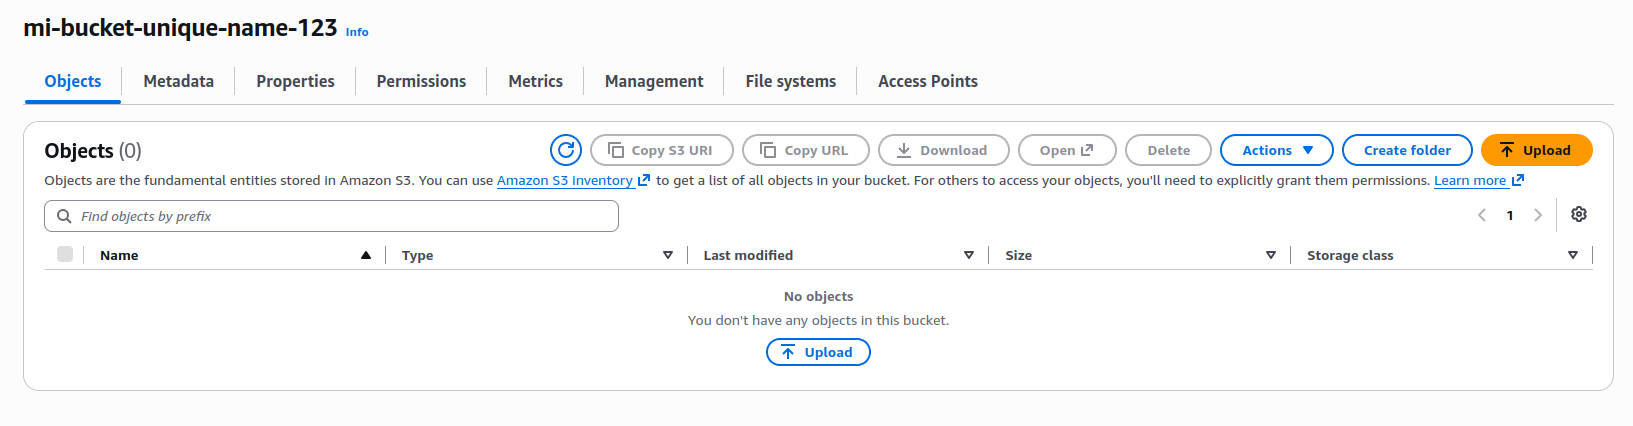 mi-bucket-unique-name-123 Info
Objects Metadata Properties Permissions Metrics Management File systems Access Points
Objects (0) Copy S3 URI Copy URL Download Open Delete Actions Create folder Upload
Objects are the fundamental entities stored in Amazon S3. You can use Amazon S3 Inventory to get a list of all objects in your bucket. For others to access your objects, you'll need to explicitly grant them permissions. Learn more
Find objects by prefix 1
Name Type Last modified Size Storage class
No objects
You don't have any objects in this bucket.
Upload